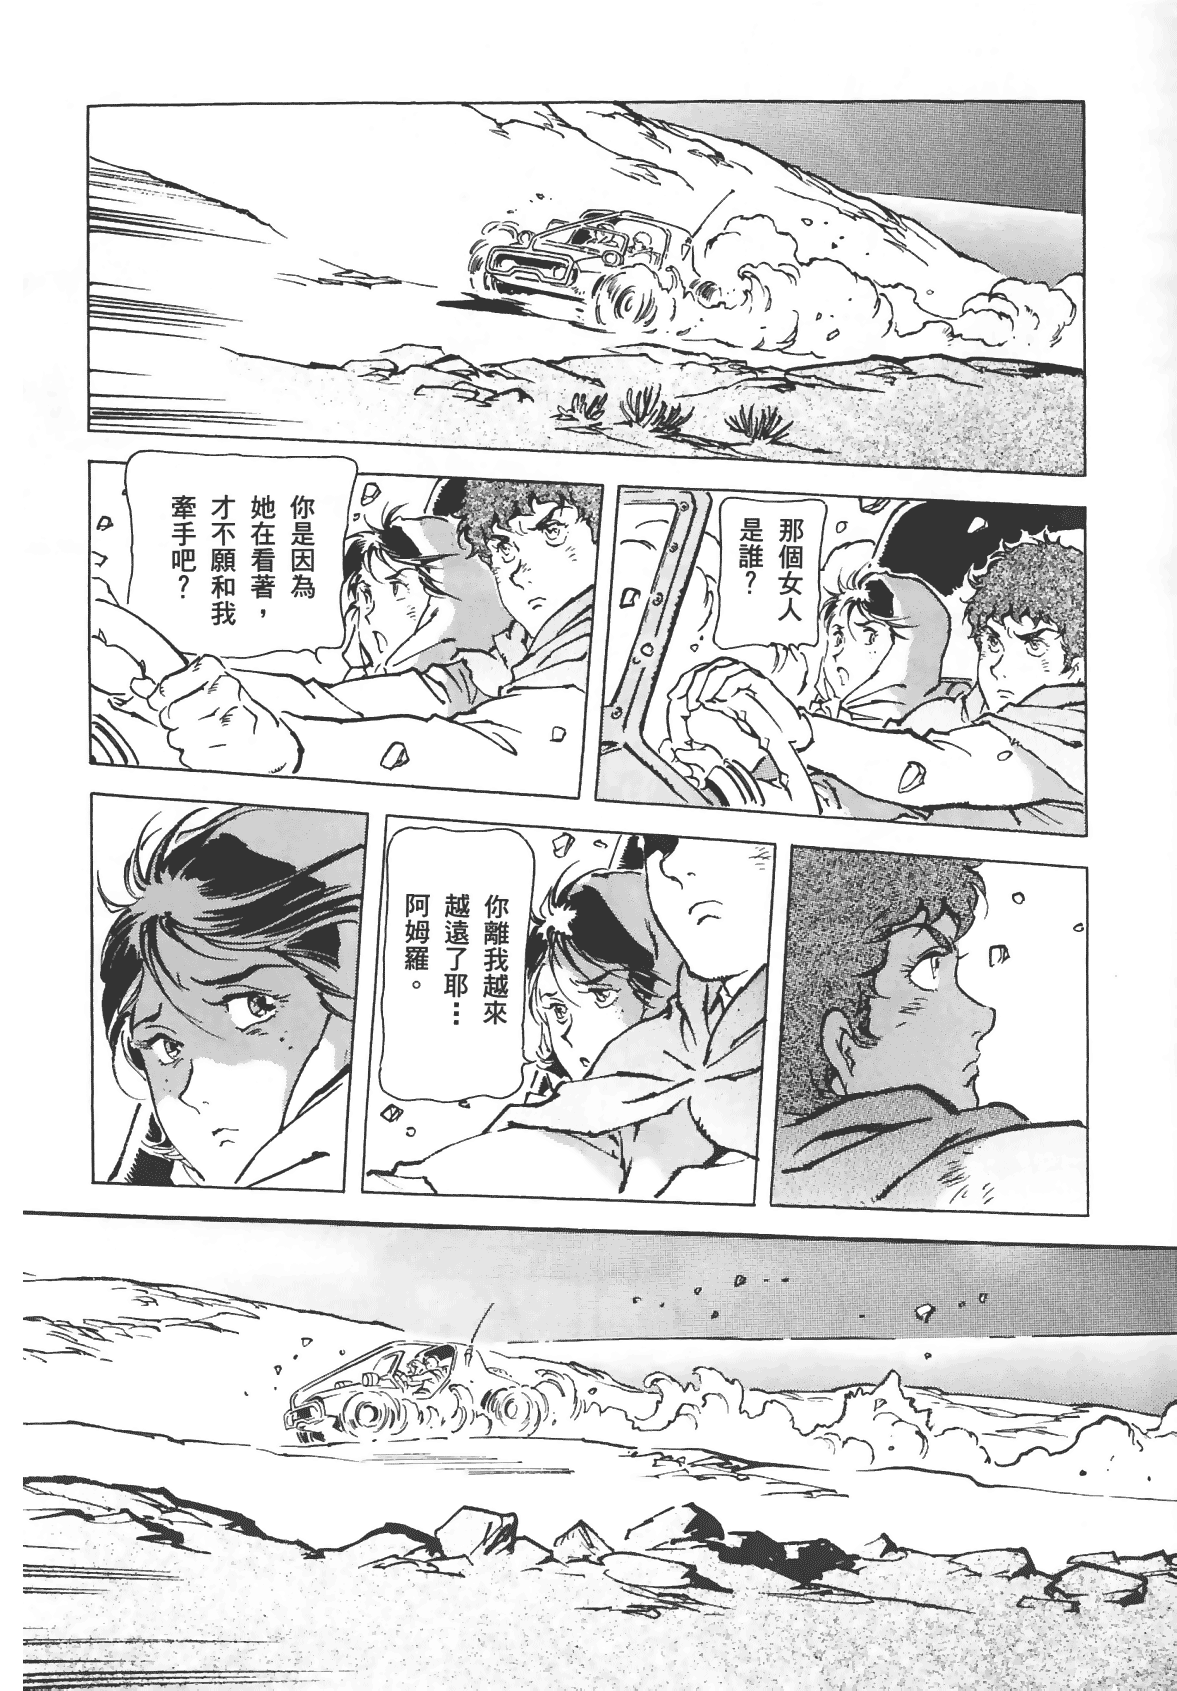 那個女人
是誰?
你是因為
她在看著，
才不願和我
牽手吧?
你離我越來
越遠了耶…
阿姆羅。